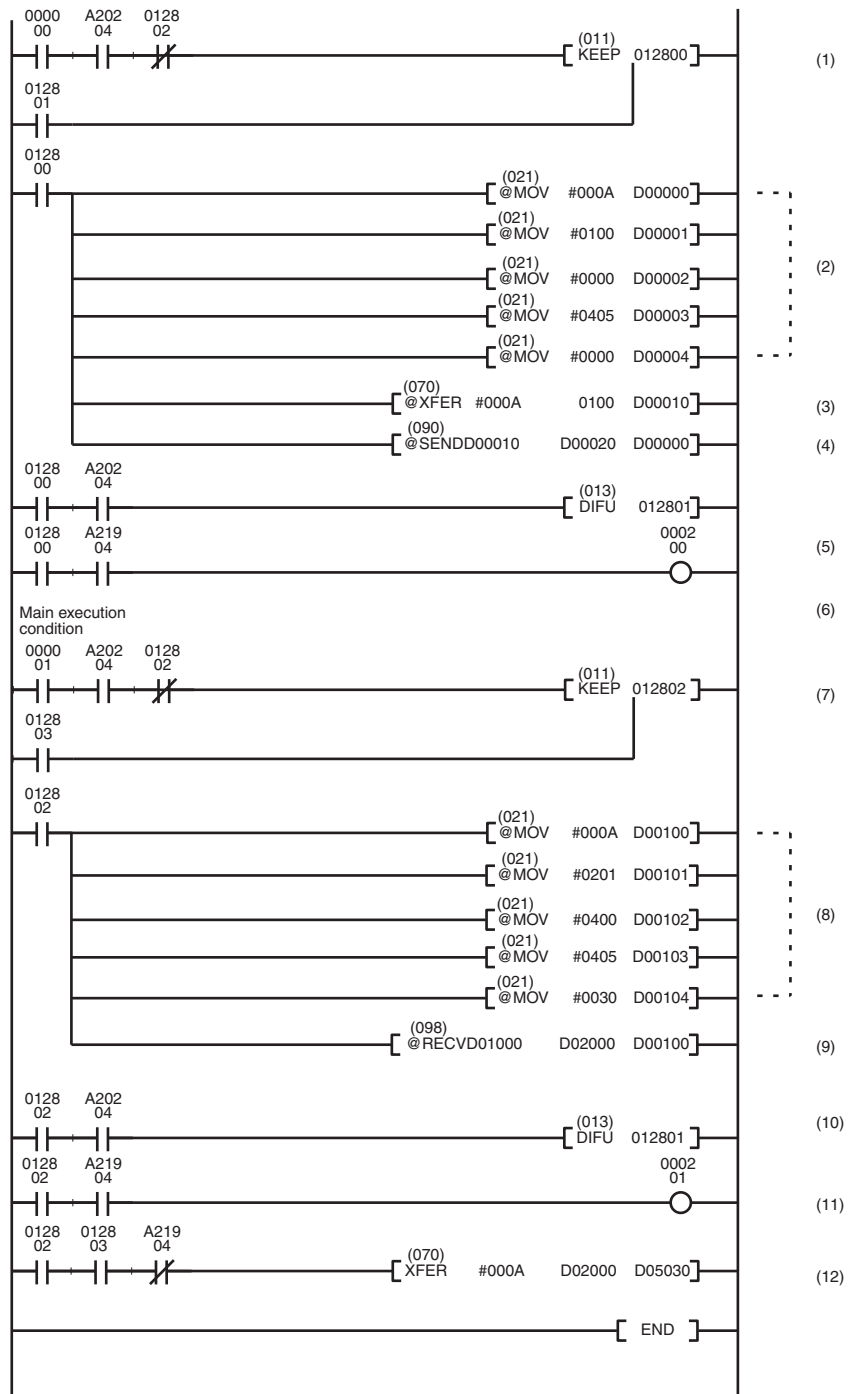 0000 A202 0128
00 04 02
(011)
KEEP 012800
(1)
0128
01
0128
00
(021)
@MOV #000A D00000
(021)
@MOV #0100 D00001
(2)
(021)
@MOV #0000 D00002
(021)
@MOV #0405 D00003
(021)
@MOV #0000 D00004
(070)
@XFER #000A 0100 D00010
(3)
(090)
@SENDD00010 D00020 D00000
(4)
0128 A202
00 04
(013)
DIFU 012801
0128 A219
00 04
0002
00
(5)
(6)
Main execution
condition
0000 A202 0128
01 04 02
(011)
KEEP 012802
(7)
0128
03
0128
02
(021)
@MOV #000A D00100
(021)
@MOV #0201 D00101
(021)
@MOV #0400 D00102
(8)
(021)
@MOV #0405 D00103
(021)
@MOV #0030 D00104
(098)
@RECVD01000 D02000 D00100
(9)
0128 A202
02 04
(013)
DIFU 012801
(10)
0128 A219
02 04
0002
01
(11)
0128 0128 A219
02 03 04
(070)
XFER #000A D02000 D05030
(12)
END